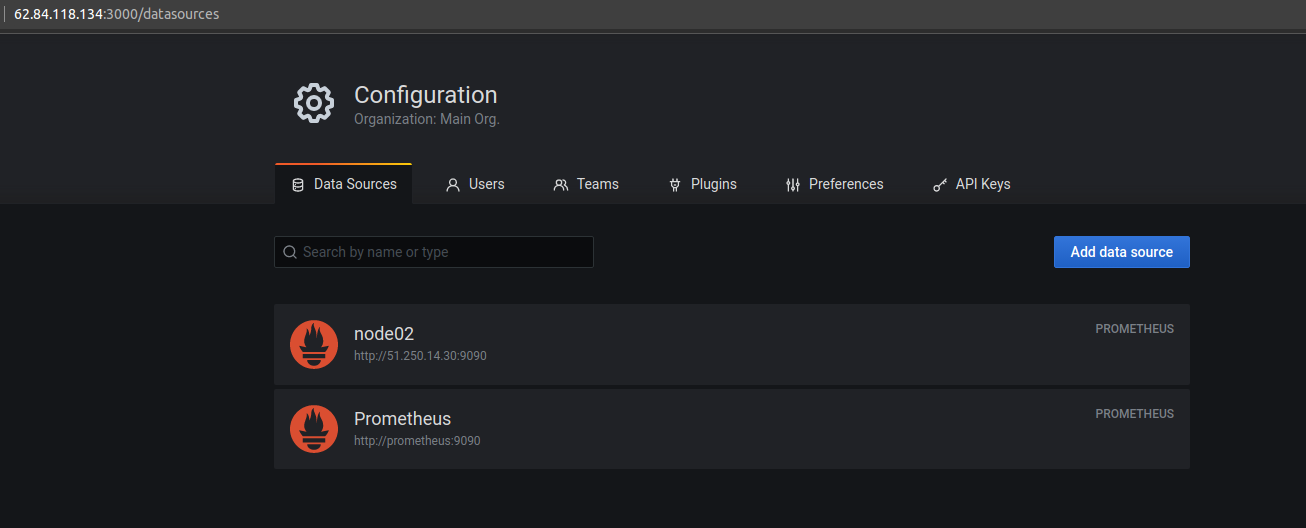 62.84.118.134:3000/datasources
Configuration
Organization: Main Org.
Data Sources Users Teams Plugins Preferences API Keys
Search by name or type Add data source
node02 PROMETHEUS
http://51.250.14.30:9090
Prometheus PROMETHEUS
http://prometheus:9090